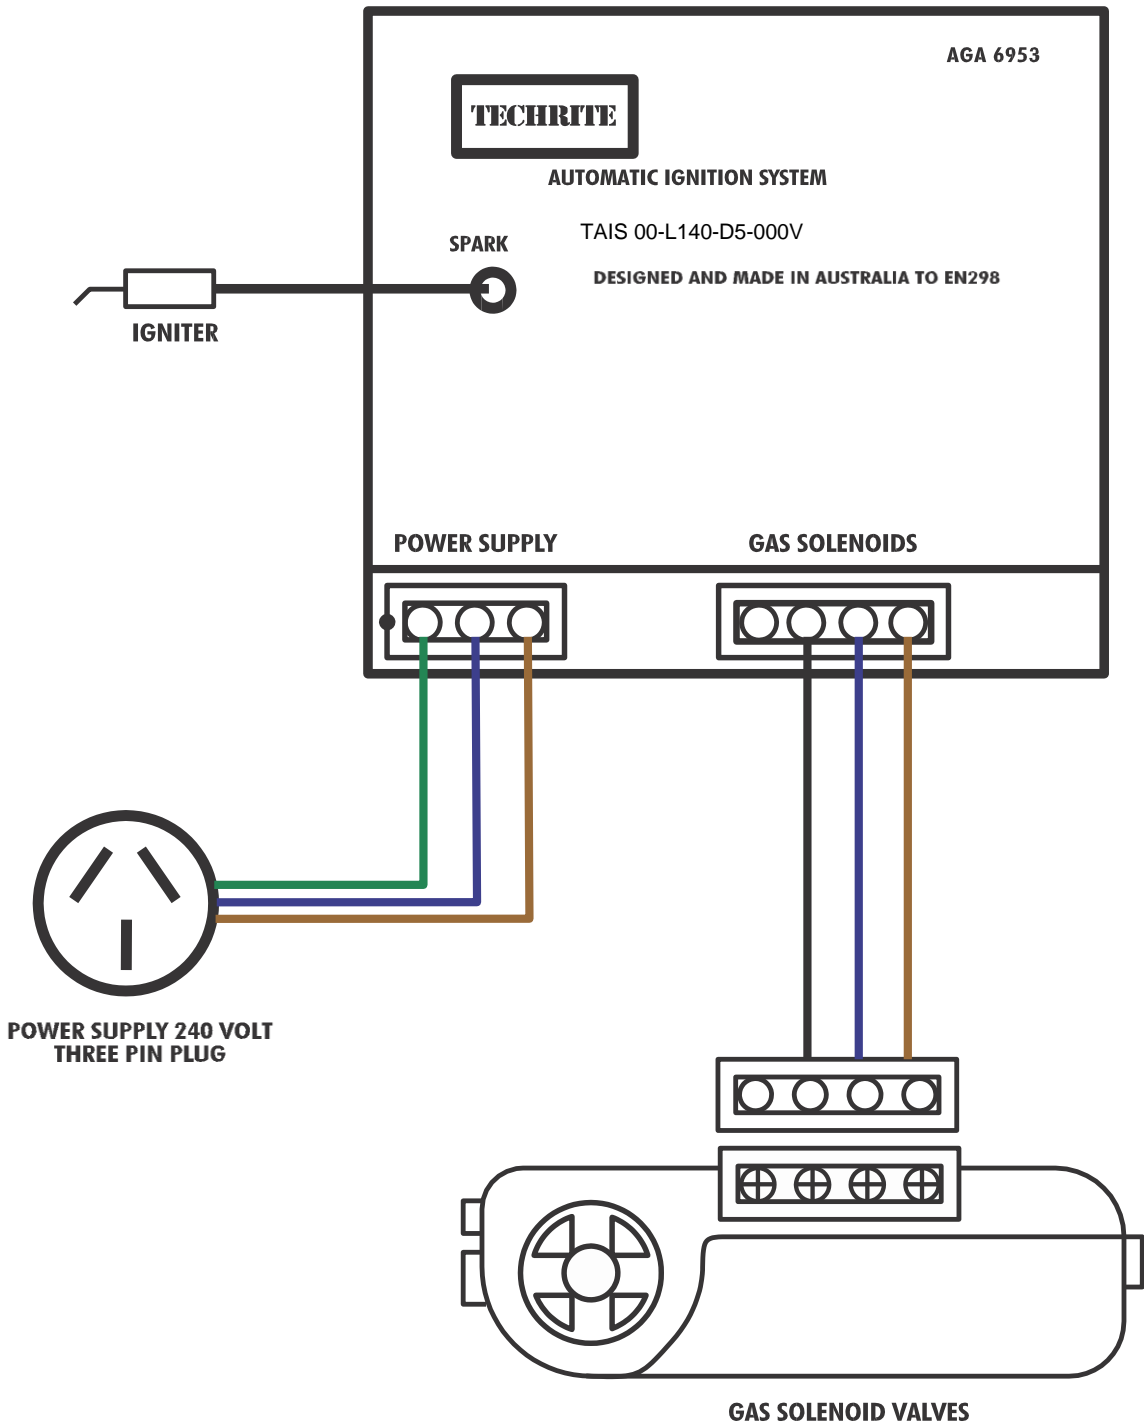 AGA 6953
TECHRITE
AUTOMATIC IGNITION SYSTEM
TAIS 00-L140-D5-000V
SPARK
DESIGNED AND MADE IN AUSTRALIA TO EN298
IGNITER
POWER SUPPLY
GAS SOLENOIDS
POWER SUPPLY 240 VOLT
THREE PIN PLUG
GAS SOLENOID VALVES